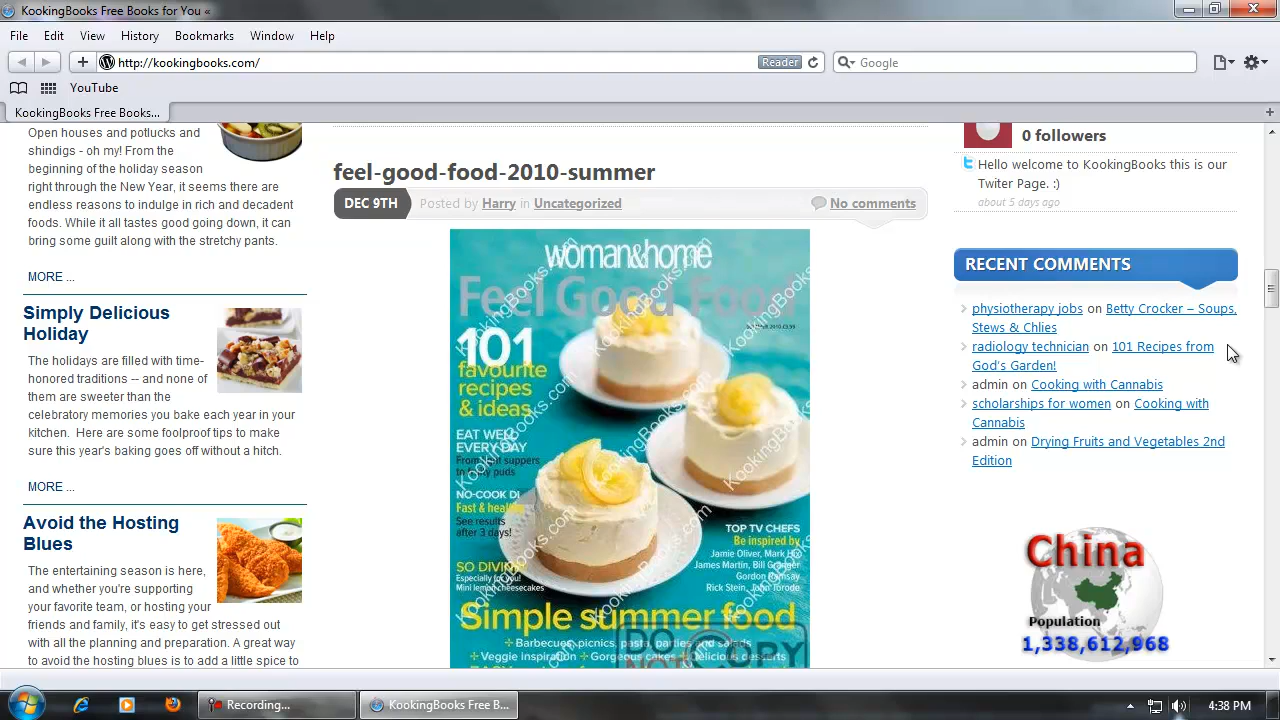 KookingBooks Free Books for You «
File Edit View History Bookmarks Window Help
http://kookingbooks.com/
Reader
Google
YouTube
KookingBooks Free Books...
Open houses and potlucks and
shindigs - oh my! From the
beginning of the holiday season
right through the New Year, it seems there are
endless reasons to indulge in rich and decadent
foods. While it all tastes good going down, it can
bring some guilt along with the stretchy pants.
MORE ...
Simply Delicious
Holiday
The holidays are filled with time-
honored traditions -- and none of
them are sweeter than the
celebratory memories you bake each year in your
kitchen. Here are some foolproof tips to make
sure this year's baking goes off without a hitch.
MORE ...
Avoid the Hosting
Blues
The entertaining season is here,
and whether you're supporting
your favorite team, or hosting your
friends and family, it's easy to get stressed out
with all the planning and preparation. A great way
to avoid the hosting blues is to add a little spice to
feel-good-food-2010-summer
DEC 9TH
Posted by Harry in Uncategorized
No comments
woman&home
Feel Good Food
101
favourite
recipes
& ideas
EAT WELL
EVERY DAY
NO-COOK
Fast & healthy
See results
after 3 days!
SO DIVINE
Especially for you!
Mini lemon cheesecakes
TOP TV CHEFS
Be inspired by
Jamie Oliver, Mark
James Martin, Bill Granger
Gordon Ramsay
Rick Stein, John Torode
Simple summer food
Barbecues, picnics, pasta, parties and salads
Veggie inspiration + Gorgeous cakes + Delicious desserts
KookingBooks.com
DO NOT COPY
0 followers
Hello welcome to KookingBooks this is our
Twiter Page. :)
about 5 days ago
RECENT COMMENTS
physiotherapy jobs on Betty Crocker – Soups,
Stews & Chlies
radiology technician on 101 Recipes from
God's Garden!
admin on Cooking with Cannabis
scholarships for women on Cooking with
Cannabis
admin on Drying Fruits and Vegetables 2nd
Edition
China
Population
1,338,612,968
Recording...
KookingBooks Free B...
4:38 PM